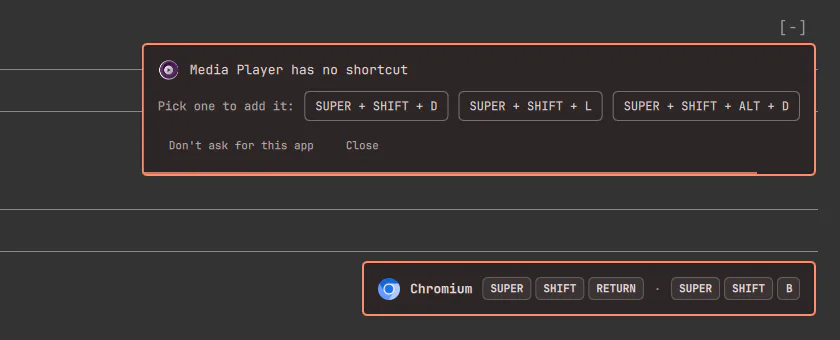 [-]
Media Player has no shortcut
Pick one to add it: SUPER + SHIFT + D SUPER + SHIFT + L SUPER + SHIFT + ALT + D
Don't ask for this app Close
Chromium SUPER SHIFT RETURN · SUPER SHIFT B